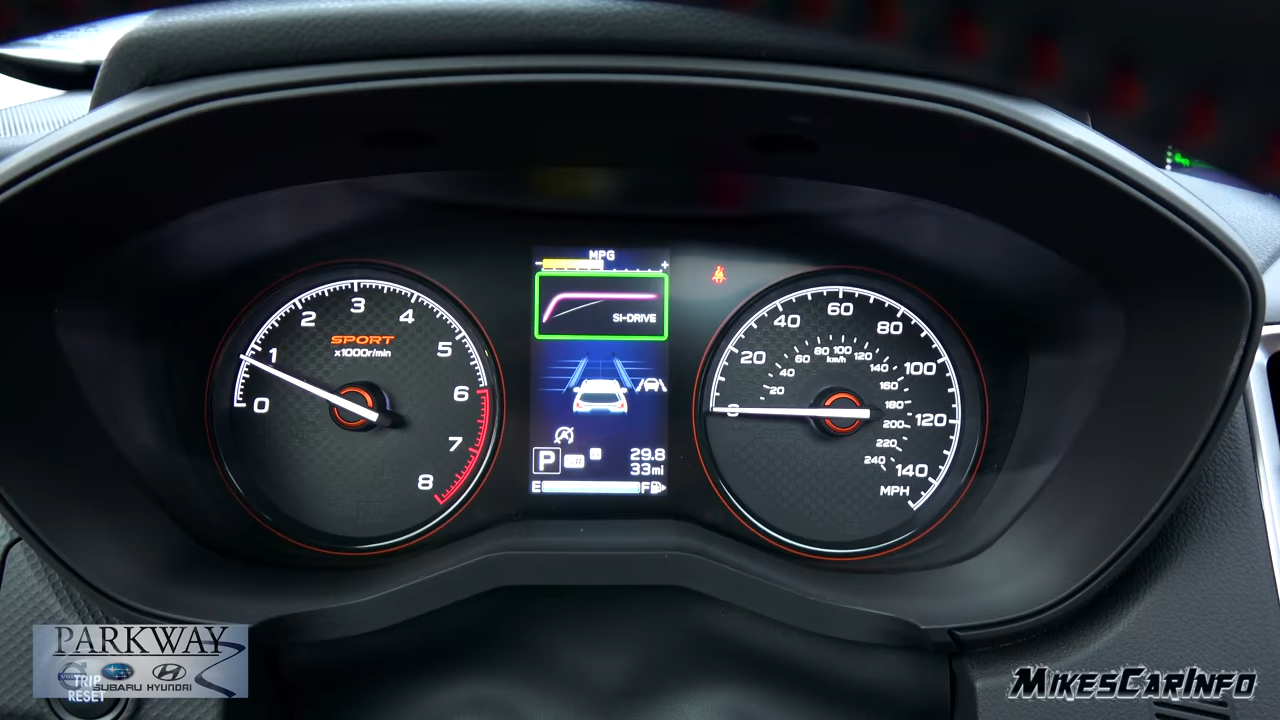 MPG
- +
SI-DRIVE
0 1 2 3 4 5 6 7 8
SPORT
x1000r/min
P
29.8
33mi
E F
0 20 40 60 80 100 120 140
20 40 60 80 100 120 140 160 180 200 220 240
km/h
MPH
PARKWAY
SUBARU HYUNDAI
TRIP
RESET
MIKESCARINFO